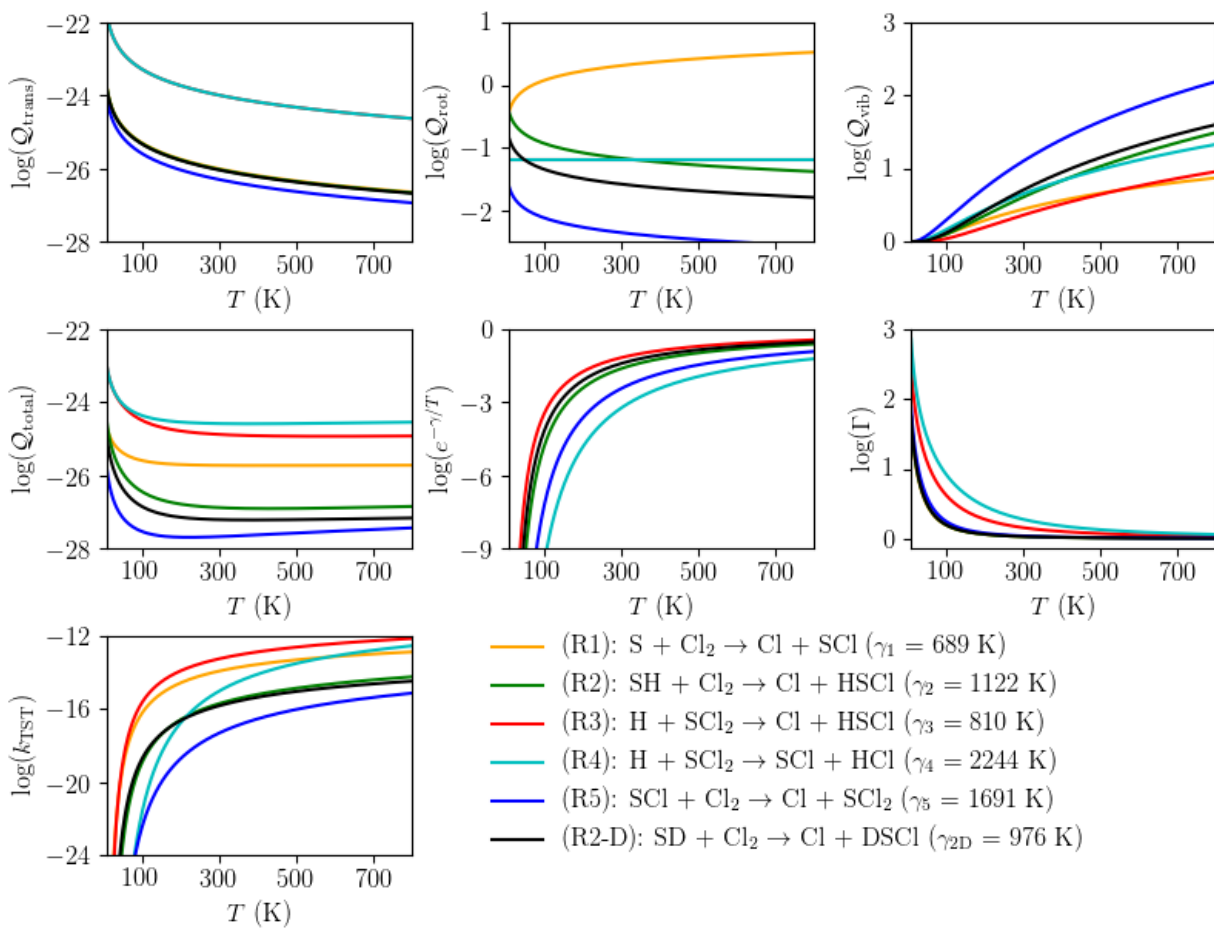 −22
−24
−26
−28
log(𝒬trans)
100 300 500 700
T (K)
1
0
−1
−2
log(𝒬rot)
100 300 500 700
T (K)
3
2
1
0
log(𝒬vib)
100 300 500 700
T (K)
−22
−24
−26
−28
log(𝒬total)
100 300 500 700
T (K)
0
−3
−6
−9
log(e^−γ/T)
100 300 500 700
T (K)
3
2
1
0
log(Γ)
100 300 500 700
T (K)
−12
−16
−20
−24
log(kTST)
100 300 500 700
T (K)
(R1): S + Cl₂ → Cl + SCl (γ₁ = 689 K)
(R2): SH + Cl₂ → Cl + HSCl (γ₂ = 1122 K)
(R3): H + SCl₂ → Cl + HSCl (γ₃ = 810 K)
(R4): H + SCl₂ → SCl + HCl (γ₄ = 2244 K)
(R5): SCl + Cl₂ → Cl + SCl₂ (γ₅ = 1691 K)
(R2-D): SD + Cl₂ → Cl + DSCl (γ₂D = 976 K)